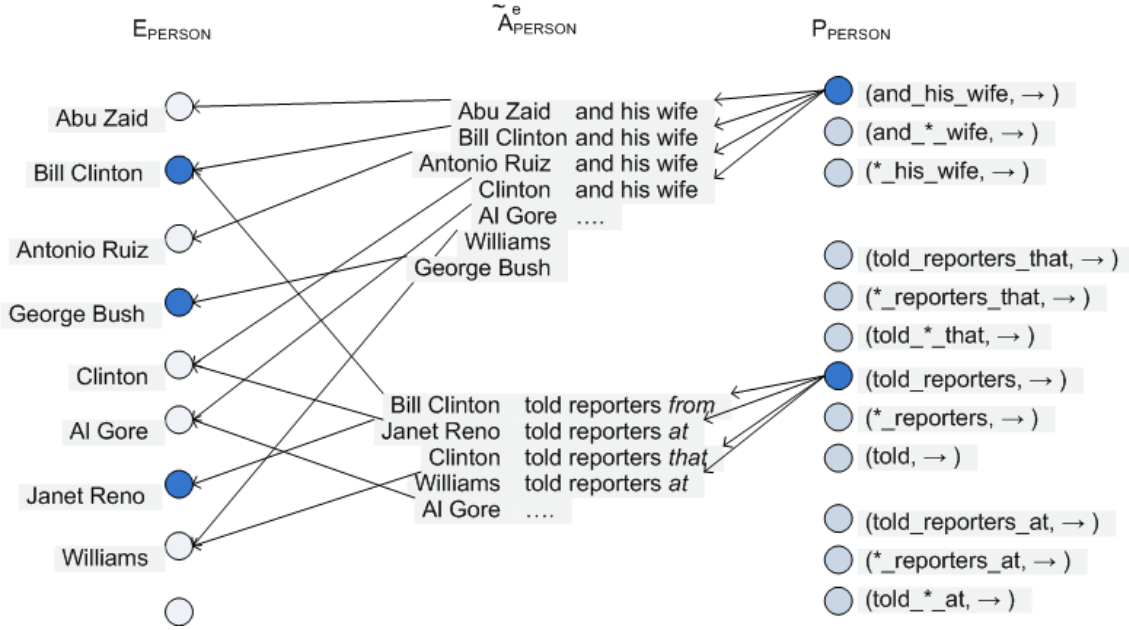 E_PERSON
Ã^e_PERSON
P_PERSON
Abu Zaid
Bill Clinton
Antonio Ruiz
George Bush
Clinton
Al Gore
Janet Reno
Williams
Abu Zaid and his wife
Bill Clinton and his wife
Antonio Ruiz and his wife
Clinton and his wife
Al Gore ....
Williams
George Bush
Bill Clinton told reporters from
Janet Reno told reporters at
Clinton told reporters that
Williams told reporters at
Al Gore ....
(and_his_wife, → )
(and_*_wife, → )
(*_his_wife, → )
(told_reporters_that, → )
(*_reporters_that, → )
(told_*_that, → )
(told_reporters, → )
(*_reporters, → )
(told, → )
(told_reporters_at, → )
(*_reporters_at, → )
(told_*_at, → )